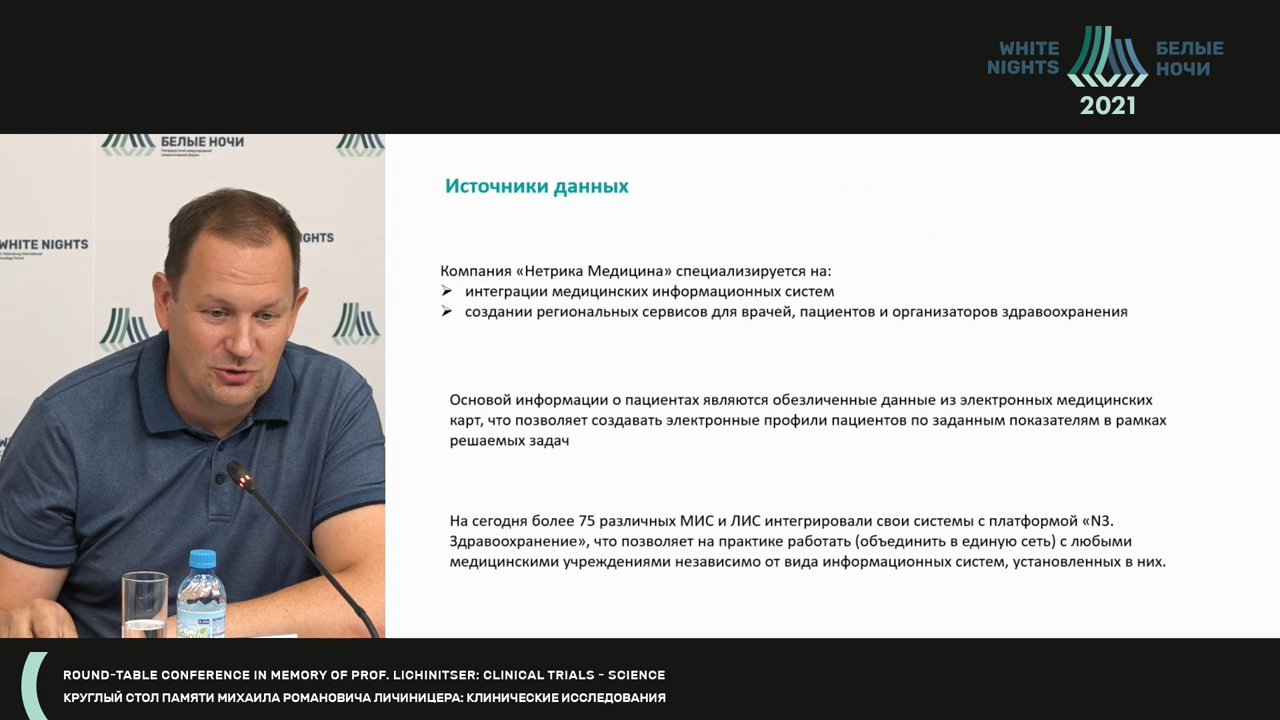 WHITE NIGHTS
БЕЛЫЕ НОЧИ
2021
БЕЛЫЕ НОЧИ
WHITE NIGHTS
GHTS
Источники данных
Компания «Нетрика Медицина» специализируется на:
➢ интеграции медицинских информационных систем
➢ создании региональных сервисов для врачей, пациентов и организаторов здравоохранения
Основой информации о пациентах являются обезличенные данные из электронных медицинских
карт, что позволяет создавать электронные профили пациентов по заданным показателям в рамках
решаемых задач
На сегодня более 75 различных МИС и ЛИС интегрировали свои системы с платформой «N3.
Здравоохранение», что позволяет на практике работать (объединить в единую сеть) с любыми
медицинскими учреждениями независимо от вида информационных систем, установленных в них.
ROUND-TABLE CONFERENCE IN MEMORY OF PROF. LICHINITSER: CLINICAL TRIALS - SCIENCE
КРУГЛЫЙ СТОЛ ПАМЯТИ МИХАИЛА РОМАНОВИЧА ЛИЧИНИЦЕРА: КЛИНИЧЕСКИЕ ИССЛЕДОВАНИЯ